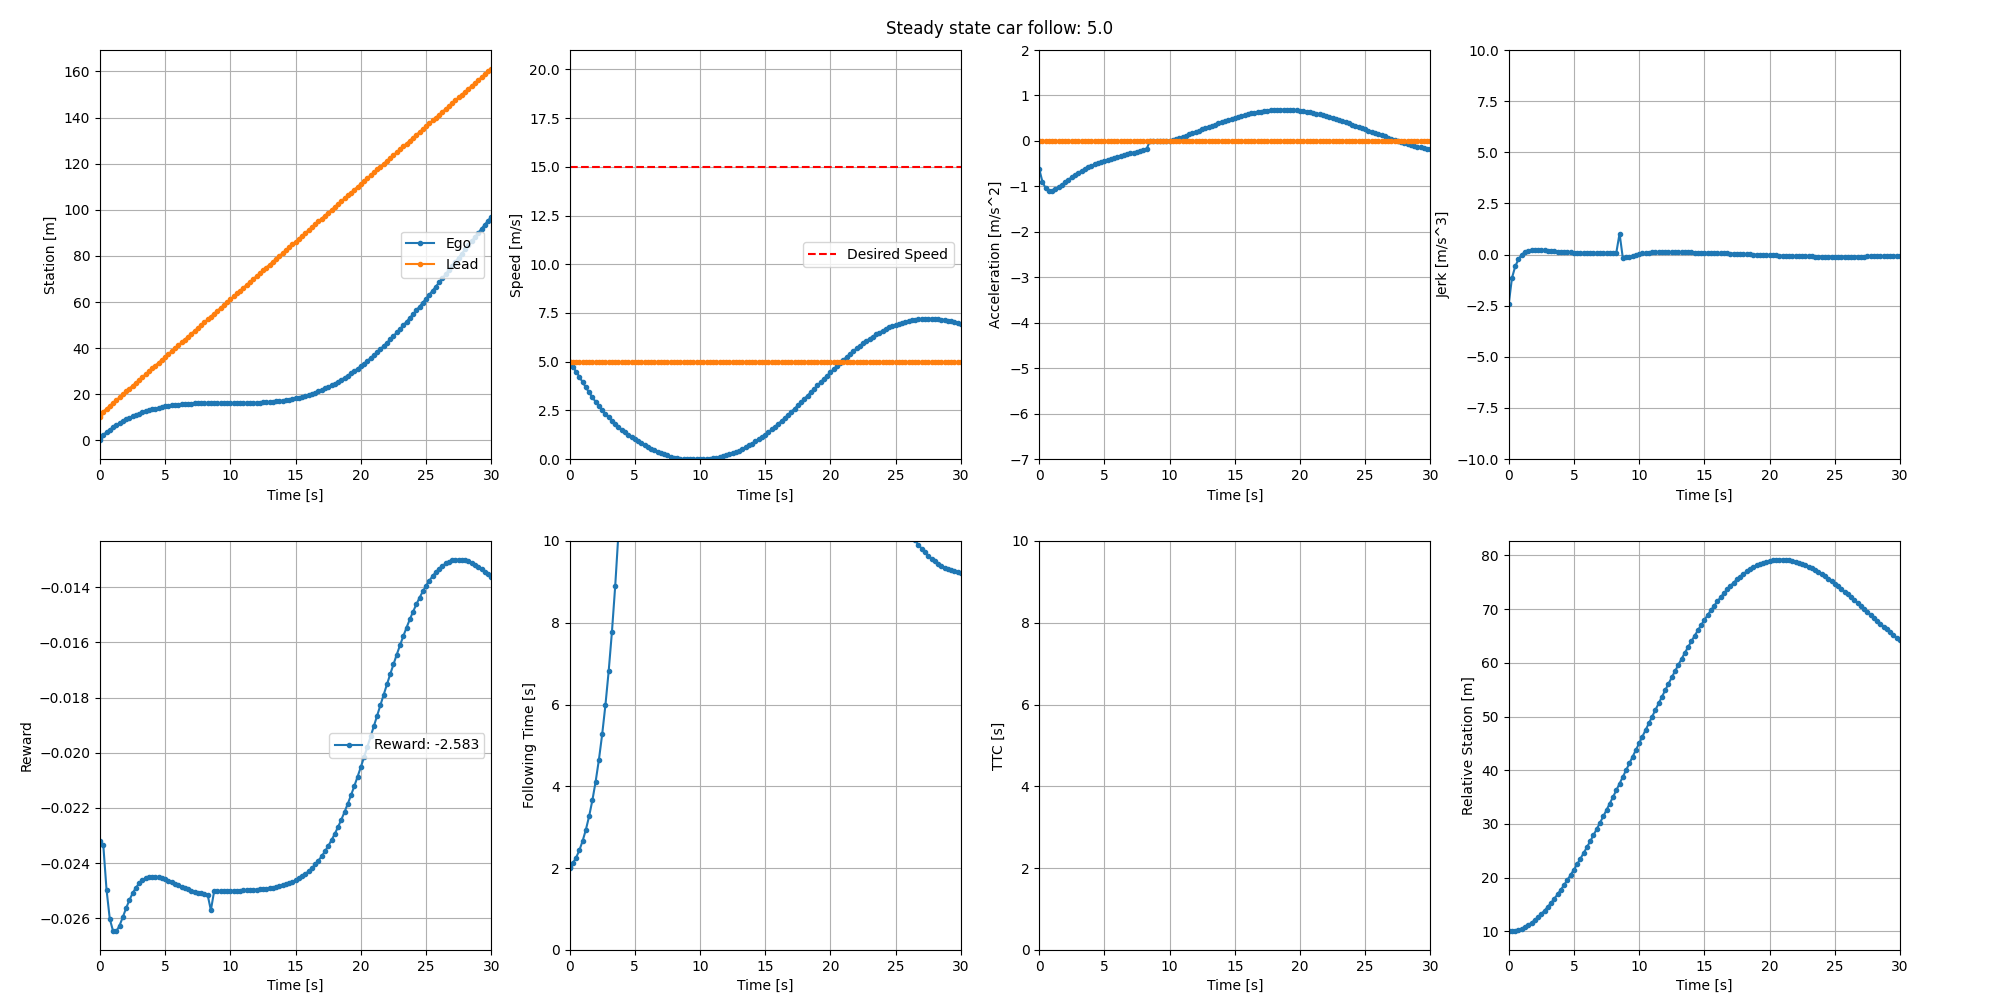 Steady state car follow: 5.0
160
140
120
100
80
60
40
20
0
Station [m]
Ego
Lead
0 5 10 15 20 25 30
Time [s]
20.0
17.5
15.0
12.5
10.0
7.5
5.0
2.5
0.0
Speed [m/s]
Desired Speed
0 5 10 15 20 25 30
Time [s]
2
1
0
−1
−2
−3
−4
−5
−6
−7
Acceleration [m/s^2]
0 5 10 15 20 25 30
Time [s]
10.0
7.5
5.0
2.5
0.0
−2.5
−5.0
−7.5
−10.0
Jerk [m/s^3]
0 5 10 15 20 25 30
Time [s]
−0.014
−0.016
−0.018
−0.020
−0.022
−0.024
−0.026
Reward
Reward: -2.583
0 5 10 15 20 25 30
Time [s]
10
8
6
4
2
0
Following Time [s]
0 5 10 15 20 25 30
Time [s]
10
8
6
4
2
0
TTC [s]
0 5 10 15 20 25 30
Time [s]
80
70
60
50
40
30
20
10
Relative Station [m]
0 5 10 15 20 25 30
Time [s]